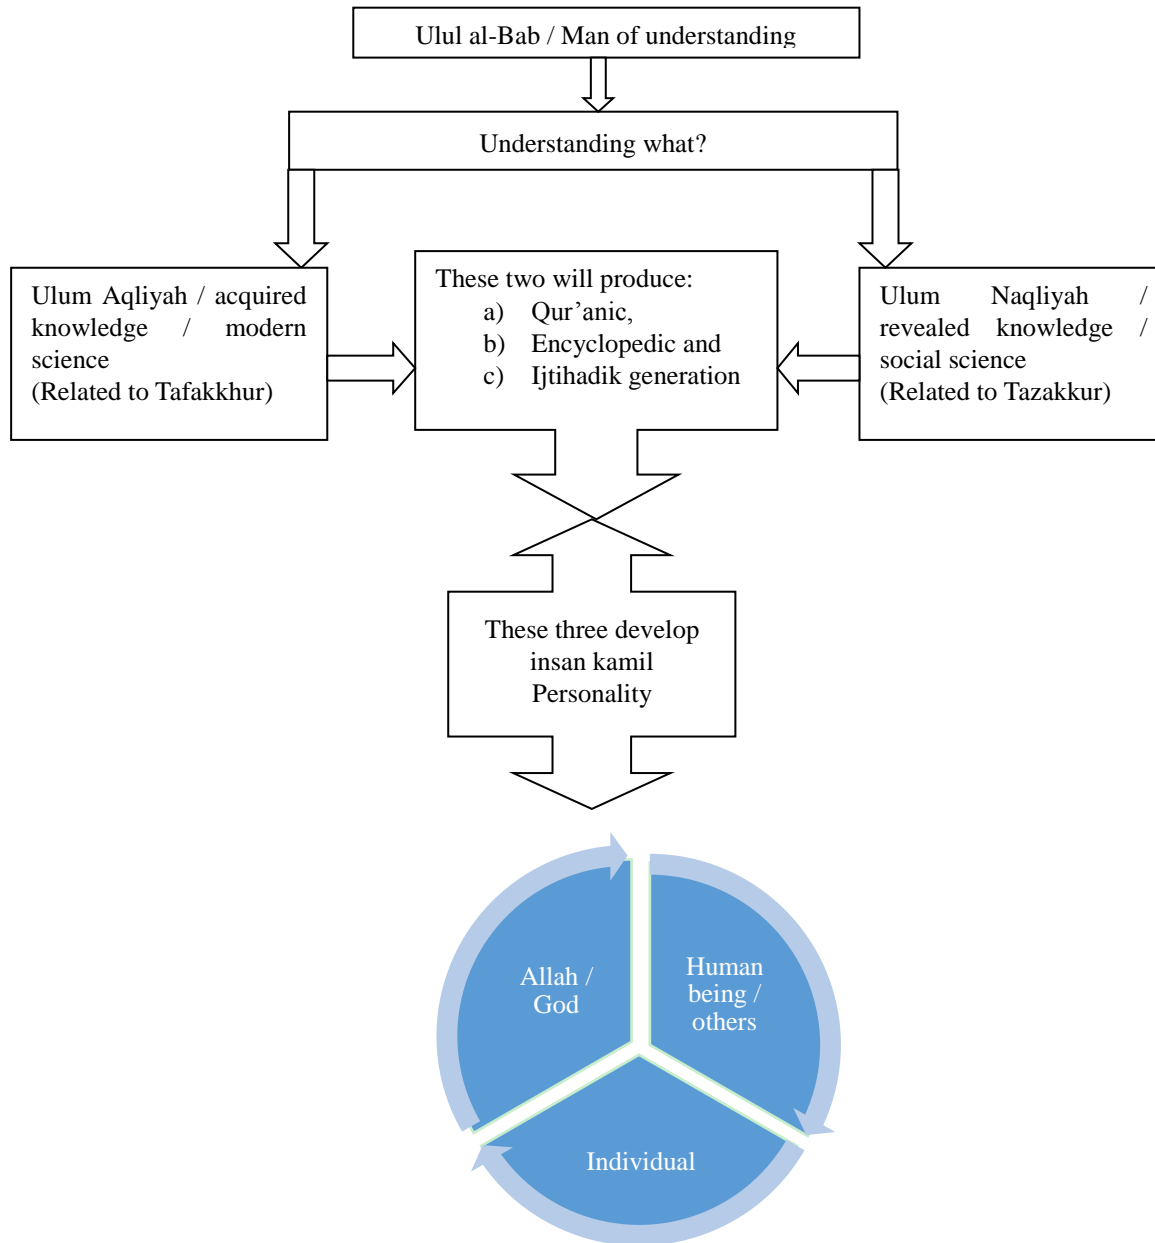 Ulul al-Bab / Man of understanding
Understanding what?
Ulum Aqliyah / acquired
knowledge / modern
science
(Related to Tafakkhur)
These two will produce:
a) Qur’anic,
b) Encyclopedic and
c) Ijtihadik generation
Ulum Naqliyah /
revealed knowledge /
social science
(Related to Tazakkur)
These three develop
insan kamil
Personality
Allah /
God
Human
being /
others
Individual